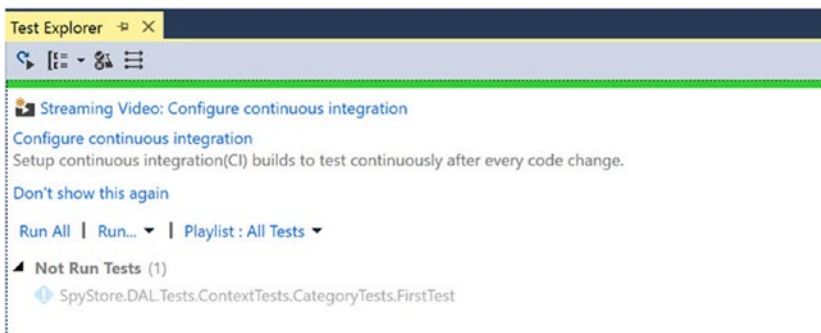 Test Explorer
Streaming Video: Configure continuous integration
Configure continuous integration
Setup continuous integration(CI) builds to test continuously after every code change.
Don't show this again
Run All | Run... | Playlist : All Tests
Not Run Tests (1)
SpyStore.DAL.Tests.ContextTests.CategoryTests.FirstTest